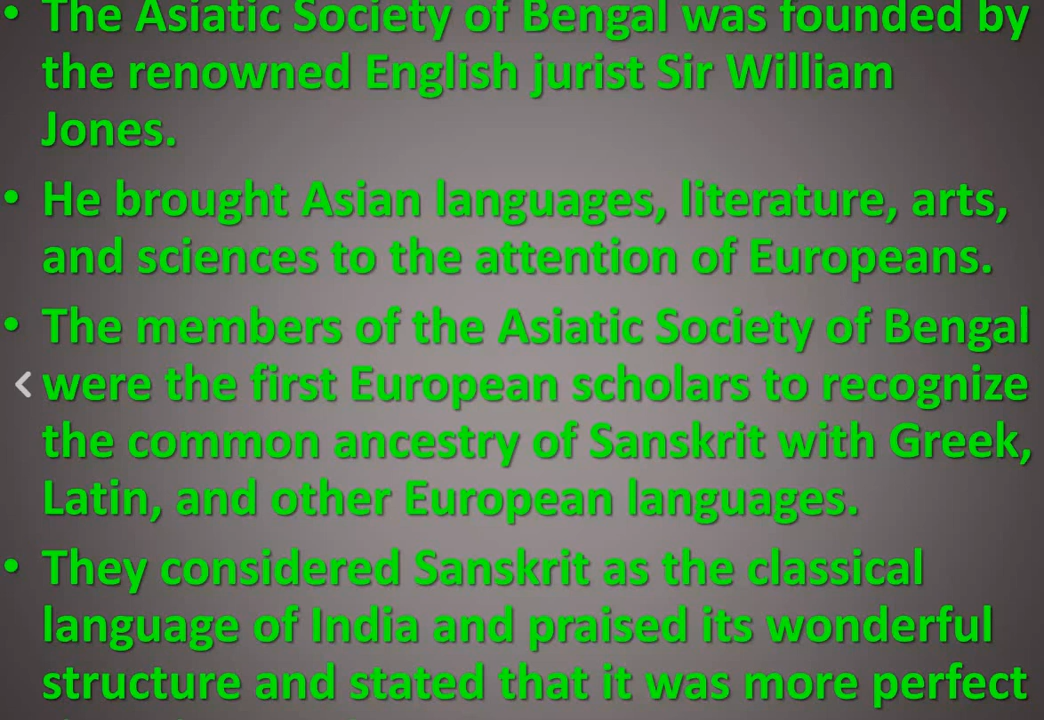 • The Asiatic Society of Bengal was founded by
the renowned English jurist Sir William
Jones.
• He brought Asian languages, literature, arts,
and sciences to the attention of Europeans.
• The members of the Asiatic Society of Bengal
were the first European scholars to recognize
the common ancestry of Sanskrit with Greek,
Latin, and other European languages.
• They considered Sanskrit as the classical
language of India and praised its wonderful
structure and stated that it was more perfect